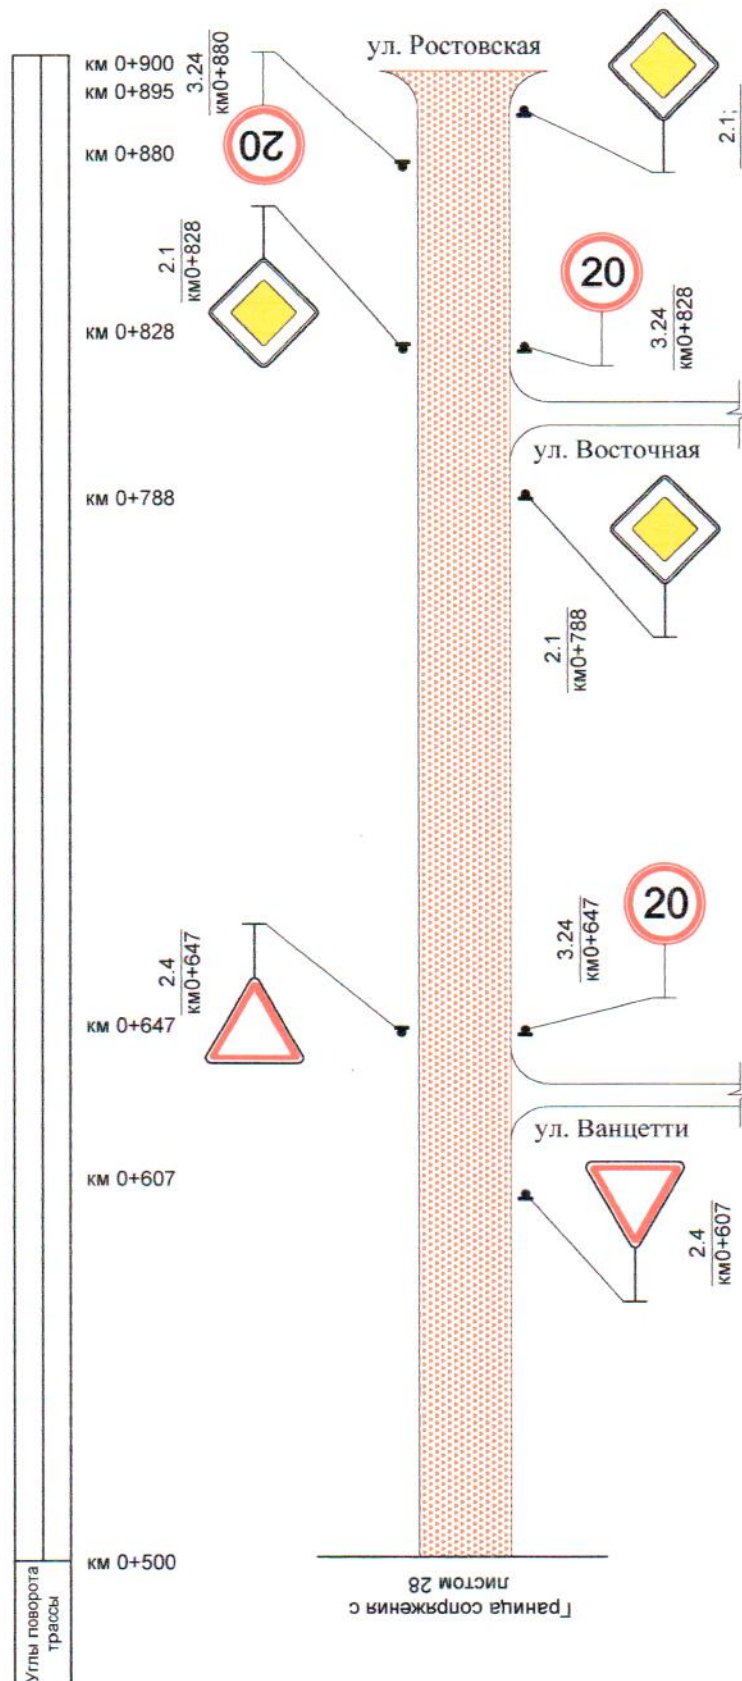 ул. Ростовская
км 0+900
3.24
км0+880
км 0+895
20
км 0+880
2.1;
2.1
км0+828
20
3.24
км0+828
км 0+828
ул. Восточная
км 0+788
2.1
км0+788
20
3.24
км0+647
2.4
км0+647
км 0+647
ул. Ванцетти
км 0+607
2.4
км0+607
км 0+500
Граница сопряжения с
листом 28
Углы поворота
трассы